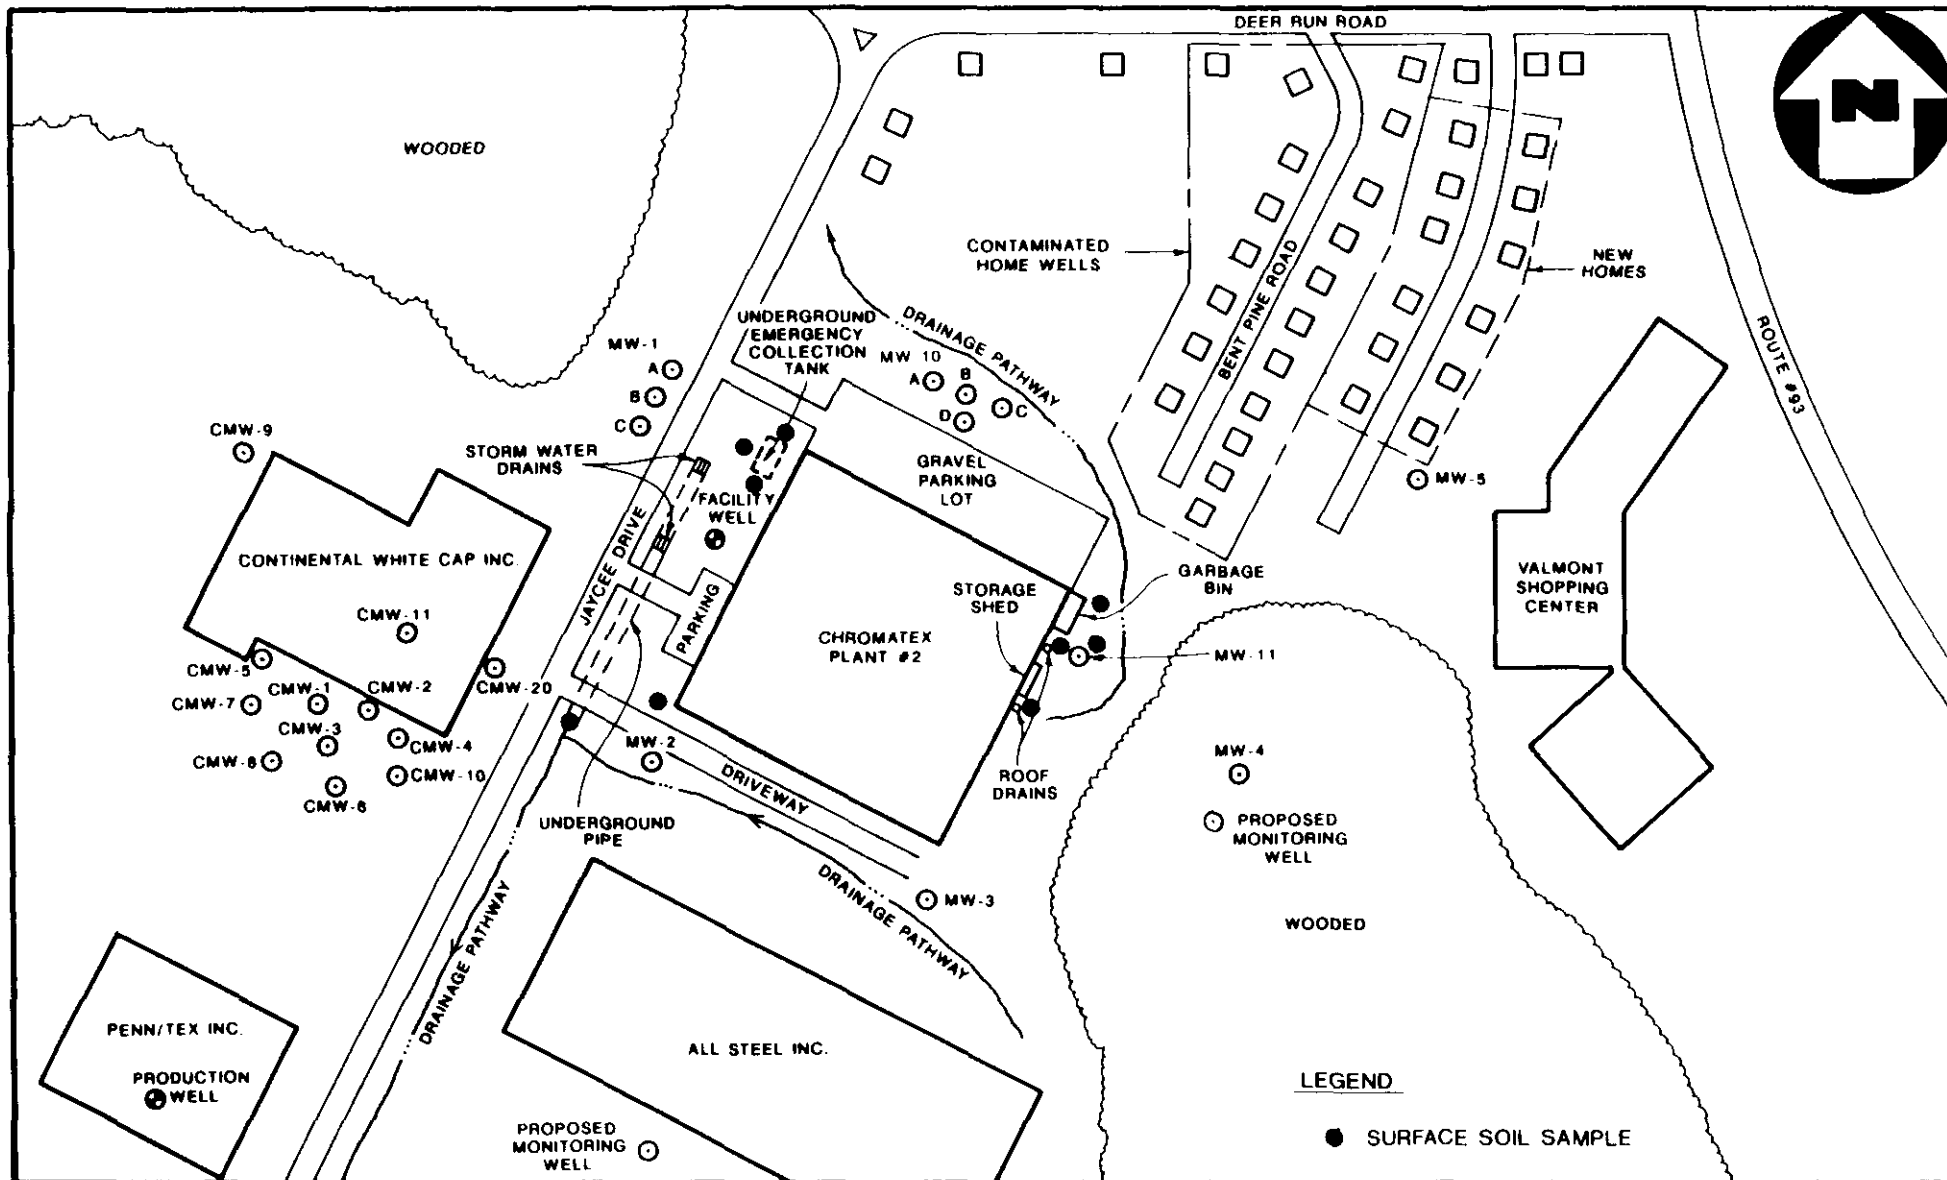 DEER RUN ROAD
N
WOODED
CONTAMINATED
HOME WELLS
NEW
HOMES
BENT PINE ROAD
ROUTE #93
DRAINAGE PATHWAY
UNDERGROUND
EMERGENCY
COLLECTION
TANK
MW-1
A
B
C
MW 10
A
B
D
C
CMW-9
STORM WATER
DRAINS
GRAVEL
PARKING
LOT
MW-5
FACILITY
WELL
JAYCEE DRIVE
CONTINENTAL WHITE CAP INC.
GARBAGE
BIN
VALMONT
SHOPPING
CENTER
STORAGE
SHED
CMW-11
PARKING
CHROMATEX
PLANT #2
MW-11
CMW-5
CMW-1
CMW-2
CMW-20
CMW-7
CMW-3
CMW-4
CMW-8
CMW-10
CMW-6
MW-2
DRIVEWAY
ROOF
DRAINS
MW-4
UNDERGROUND
PIPE
PROPOSED
MONITORING
WELL
DRAINAGE PATHWAY
MW-3
DRAINAGE PATHWAY
WOODED
PENN/TEX INC.
PRODUCTION
WELL
ALL STEEL INC.
PROPOSED
MONITORING
WELL
LEGEND
SURFACE SOIL SAMPLE